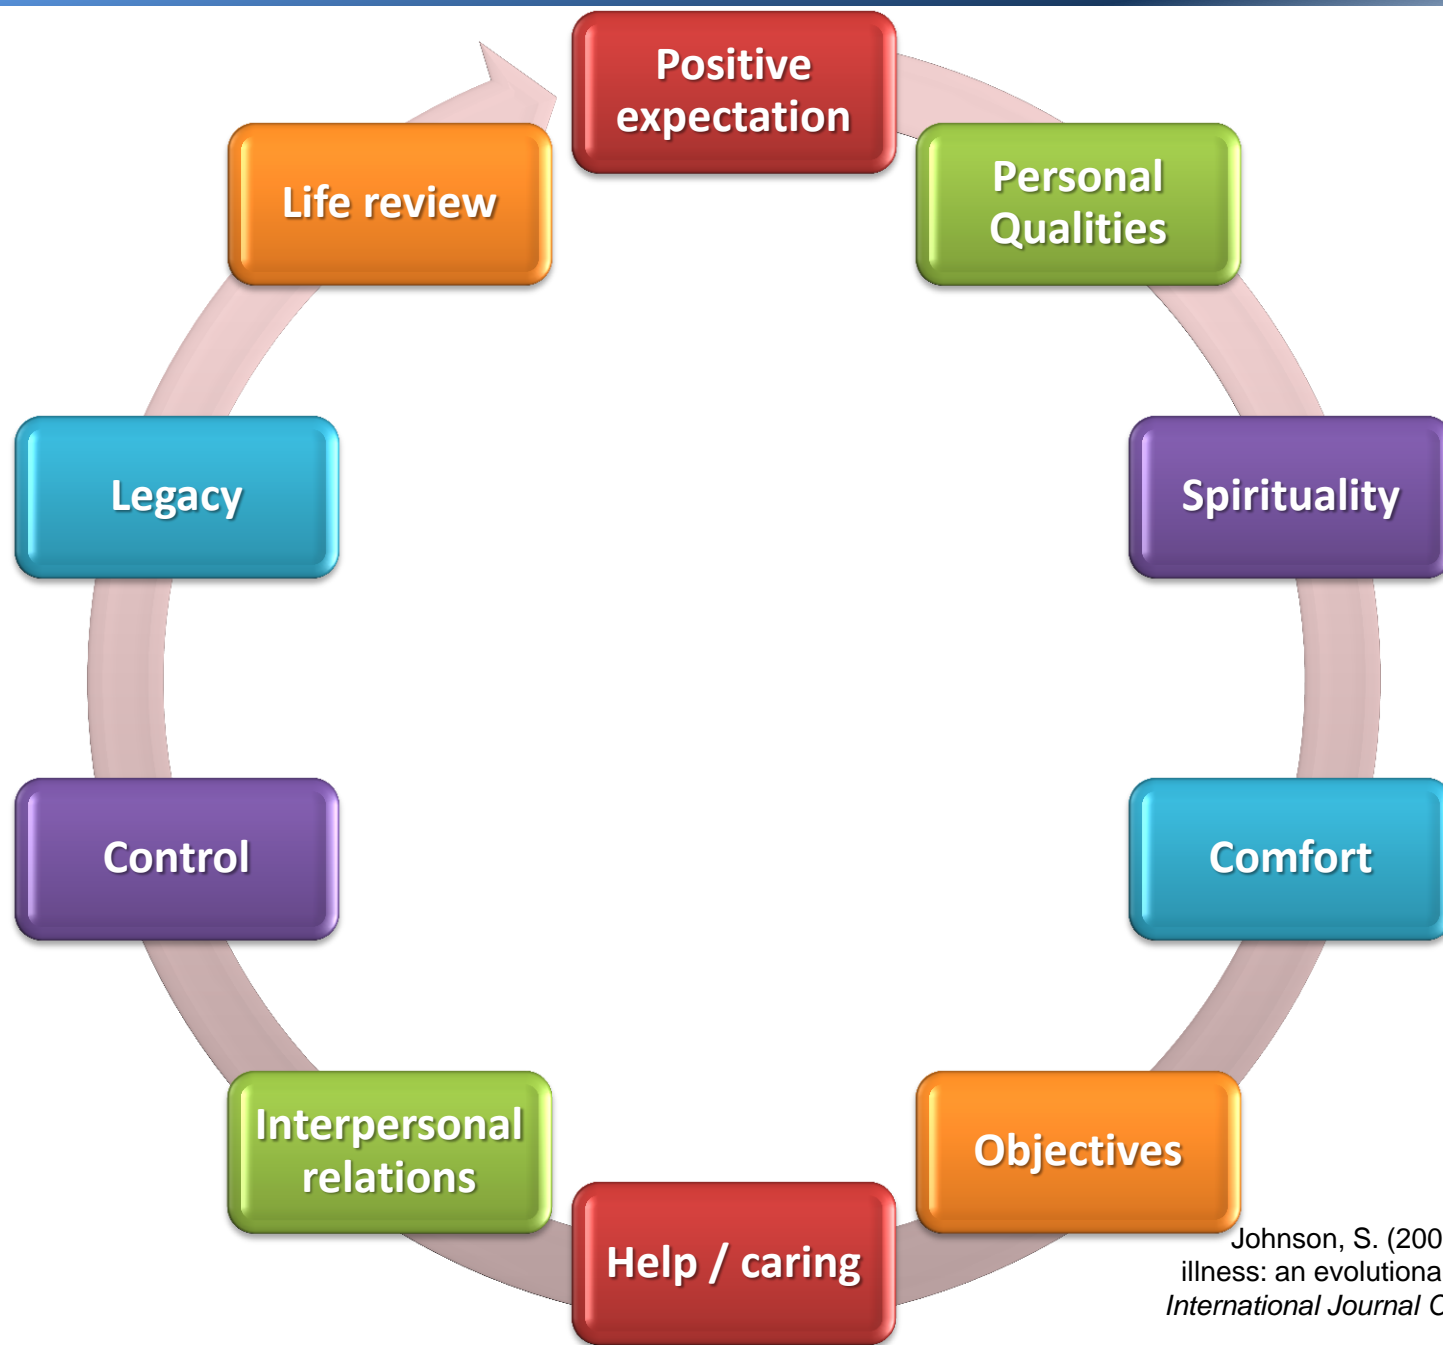 Positive
expectation
Personal
Qualities
Spirituality
Comfort
Objectives
Help / caring
Interpersonal
relations
Control
Legacy
Life review
Johnson, S. (200
illness: an evolutiona
International Journal